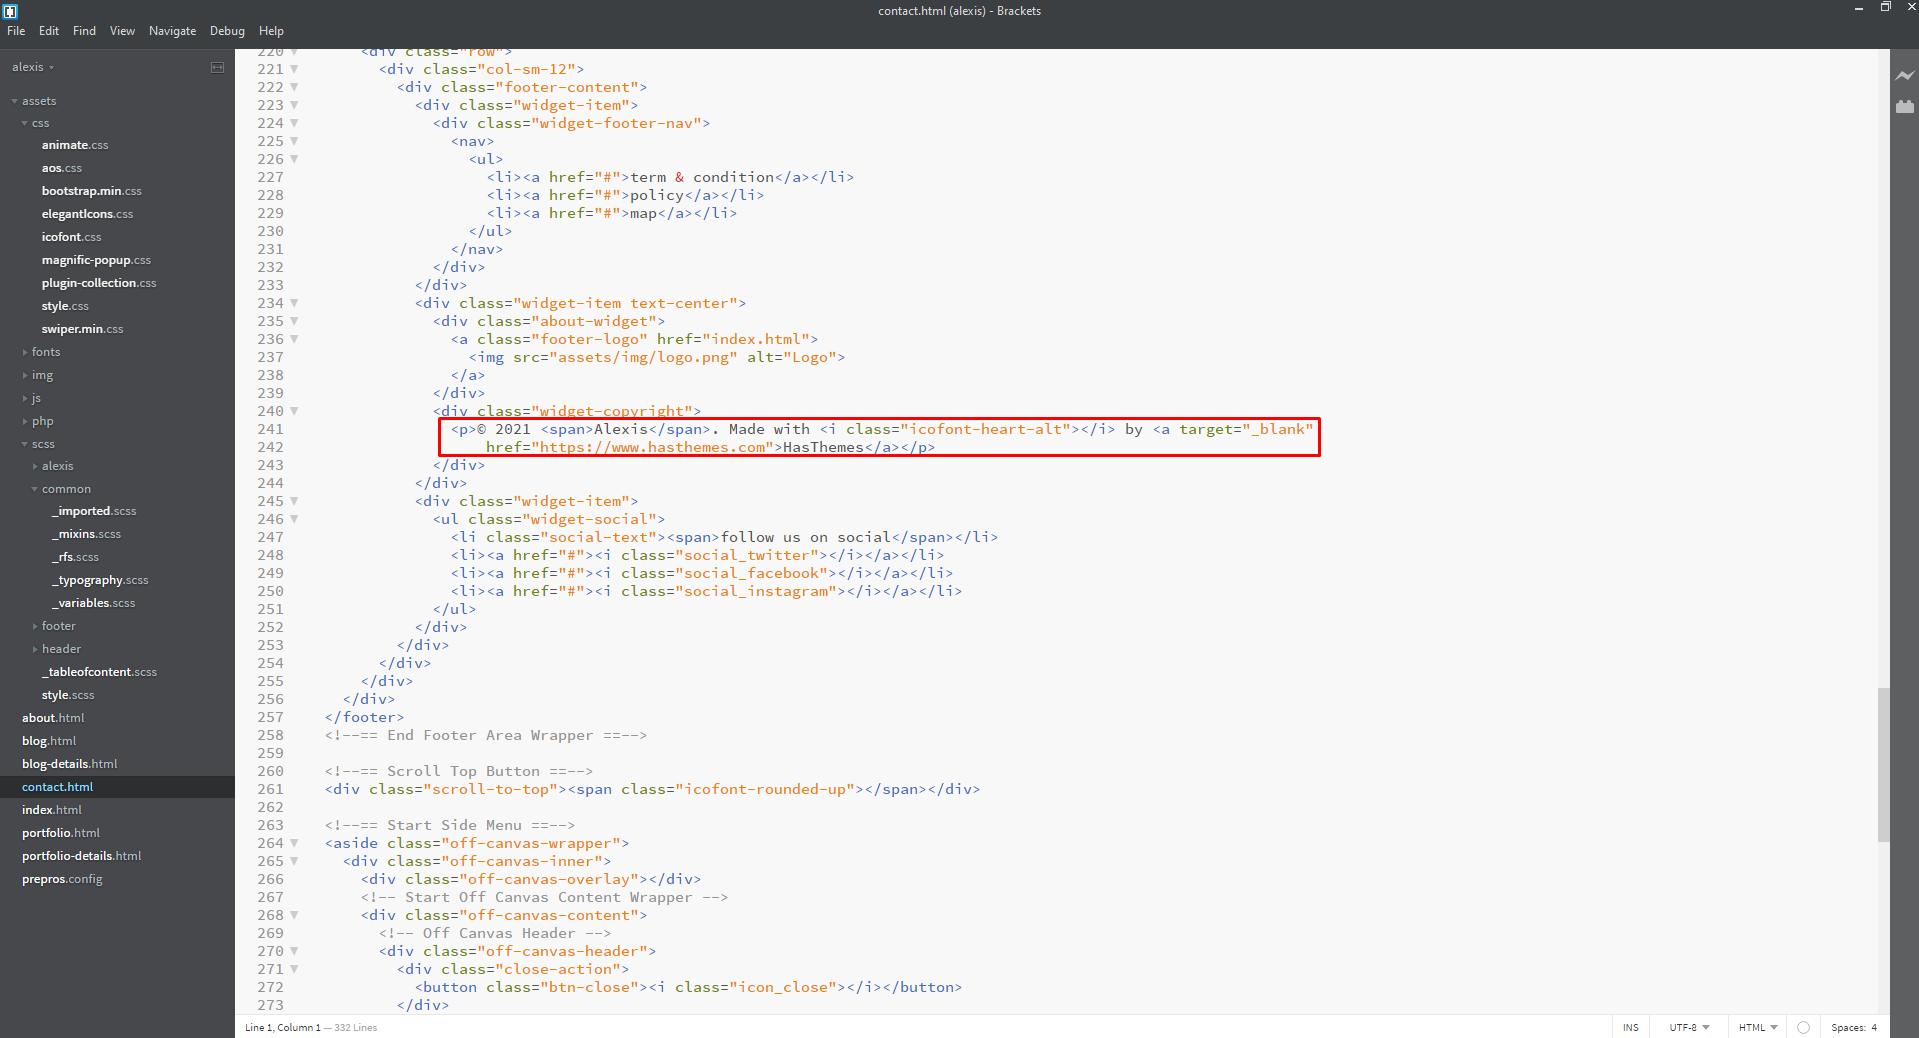 contact.html (alexis) - Brackets
File Edit Find View Navigate Debug Help
alexis
assets
css
animate.css
aos.css
bootstrap.min.css
elegantIcons.css
icofont.css
magnific-popup.css
plugin-collection.css
style.css
swiper.min.css
fonts
img
js
php
scss
alexis
common
_imported.scss
_mixins.scss
_rfs.scss
_typography.scss
_variables.scss
footer
header
_tableofcontent.scss
style.scss
about.html
blog.html
blog-details.html
contact.html
index.html
portfolio.html
portfolio-details.html
prepros.config
220 <div class="row">
221 <div class="col-sm-12">
222 <div class="footer-content">
223 <div class="widget-item">
224 <div class="widget-footer-nav">
225 <nav>
226 <ul>
227 <li><a href="#">term & condition</a></li>
228 <li><a href="#">policy</a></li>
229 <li><a href="#">map</a></li>
230 </ul>
231 </nav>
232 </div>
233 </div>
234 <div class="widget-item text-center">
235 <div class="about-widget">
236 <a class="footer-logo" href="index.html">
237 <img src="assets/img/logo.png" alt="Logo">
238 </a>
239 </div>
240 <div class="widget-copyright">
241 <p>© 2021 <span>Alexis</span>. Made with <i class="icofont-heart-alt"></i> by <a target="_blank"
242 href="https://www.hasthemes.com">HasThemes</a></p>
243 </div>
244 </div>
245 <div class="widget-item">
246 <ul class="widget-social">
247 <li class="social-text"><span>follow us on social</span></li>
248 <li><a href="#"><i class="social_twitter"></i></a></li>
249 <li><a href="#"><i class="social_facebook"></i></a></li>
250 <li><a href="#"><i class="social_instagram"></i></a></li>
251 </ul>
252 </div>
253 </div>
254 </div>
255 </div>
256 </div>
257 </footer>
258 <!--== End Footer Area Wrapper ==-->
259
260 <!--== Scroll Top Button ==-->
261 <div class="scroll-to-top"><span class="icofont-rounded-up"></span></div>
262
263 <!--== Start Side Menu ==-->
264 <aside class="off-canvas-wrapper">
265 <div class="off-canvas-inner">
266 <div class="off-canvas-overlay"></div>
267 <!-- Start Off Canvas Content Wrapper -->
268 <div class="off-canvas-content">
269 <!-- Off Canvas Header -->
270 <div class="off-canvas-header">
271 <div class="close-action">
272 <button class="btn-close"><i class="icon_close"></i></button>
273 </div>
Line 1, Column 1 — 332 Lines
INS UTF-8 HTML Spaces: 4